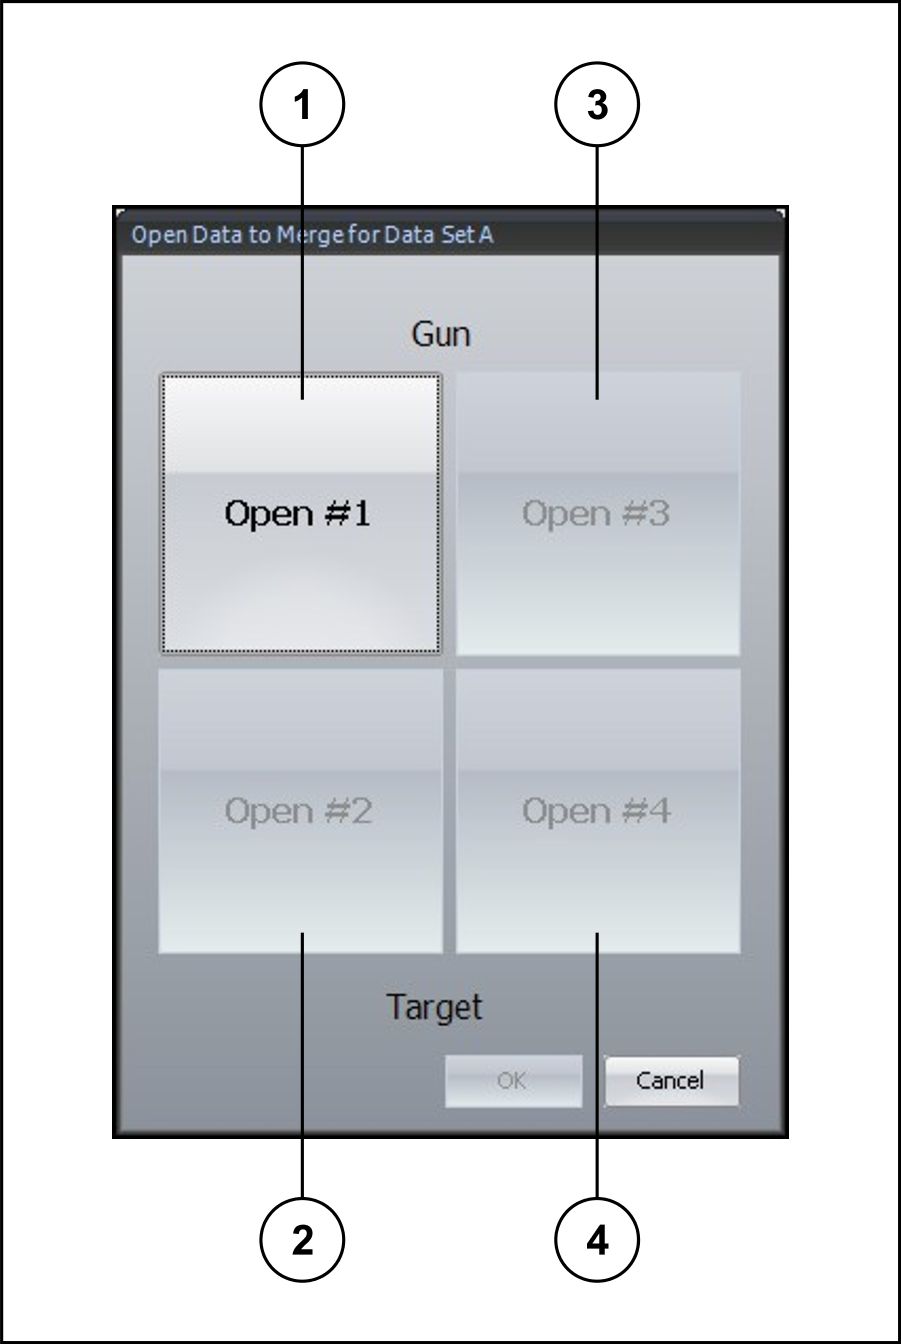 1 3
Open Data to Merge for Data Set A
Gun
Open #1 Open #3
Open #2 Open #4
Target
OK Cancel
2 4